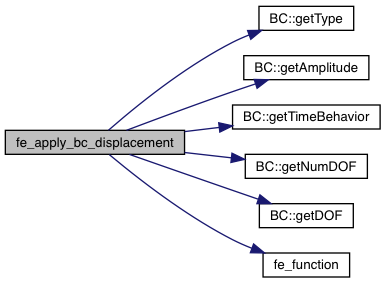 BC::getType
BC::getAmplitude
BC::getTimeBehavior
fe_apply_bc_displacement
BC::getNumDOF
BC::getDOF
fe_function